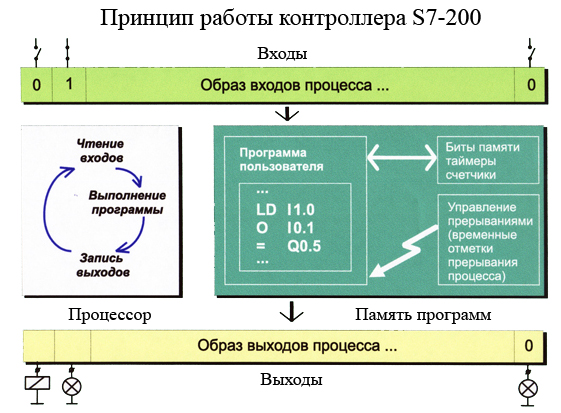 Принцип работы контроллера S7-200
Входы
0 1 Образ входов процесса ... 0
Чтение
входов
Выполнение
программы
Запись
выходов
Программа
пользователя
...
LD I1.0
O I0.1
= Q0.5
...
Биты памяти
таймеры
счетчики
Управление
прерываниями
(временные
отметки
прерывания
процесса)
Процессор
Память программ
Образ выходов процесса ... 0
Выходы